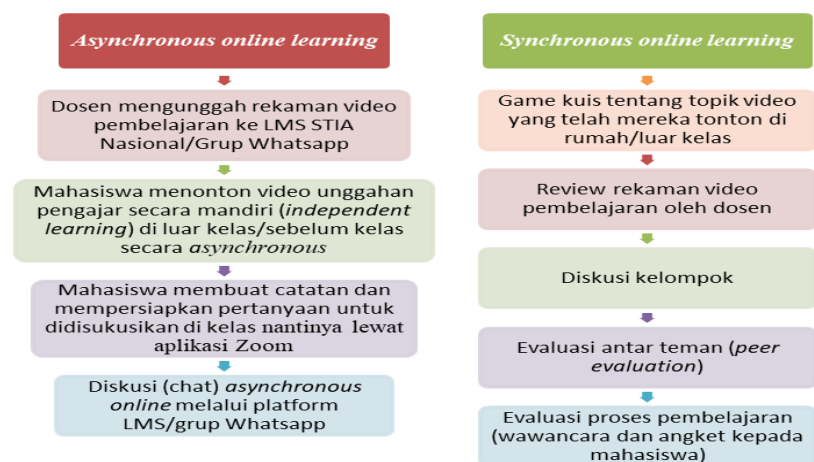 Asynchronous online learning
Dosen mengunggah rekaman video
pembelajaran ke LMS STIA
Nasional/Grup Whatsapp
Mahasiswa menonton video unggahan
pengajar secara mandiri (independent
learning) di luar kelas/sebelum kelas
secara asynchronous
Mahasiswa membuat catatan dan
mempersiapkan pertanyaan untuk
didisukusikan di kelas nantinya lewat
aplikasi Zoom
Diskusi (chat) asynchronous
online melalui platform
LMS/grup Whatsapp
Synchronous online learning
Game kuis tentang topik video
yang telah mereka tonton di
rumah/luar kelas
Review rekaman video
pembelajaran oleh dosen
Diskusi kelompok
Evaluasi antar teman (peer
evaluation)
Evaluasi proses pembelajaran
(wawancara dan angket kepada
mahasiswa)